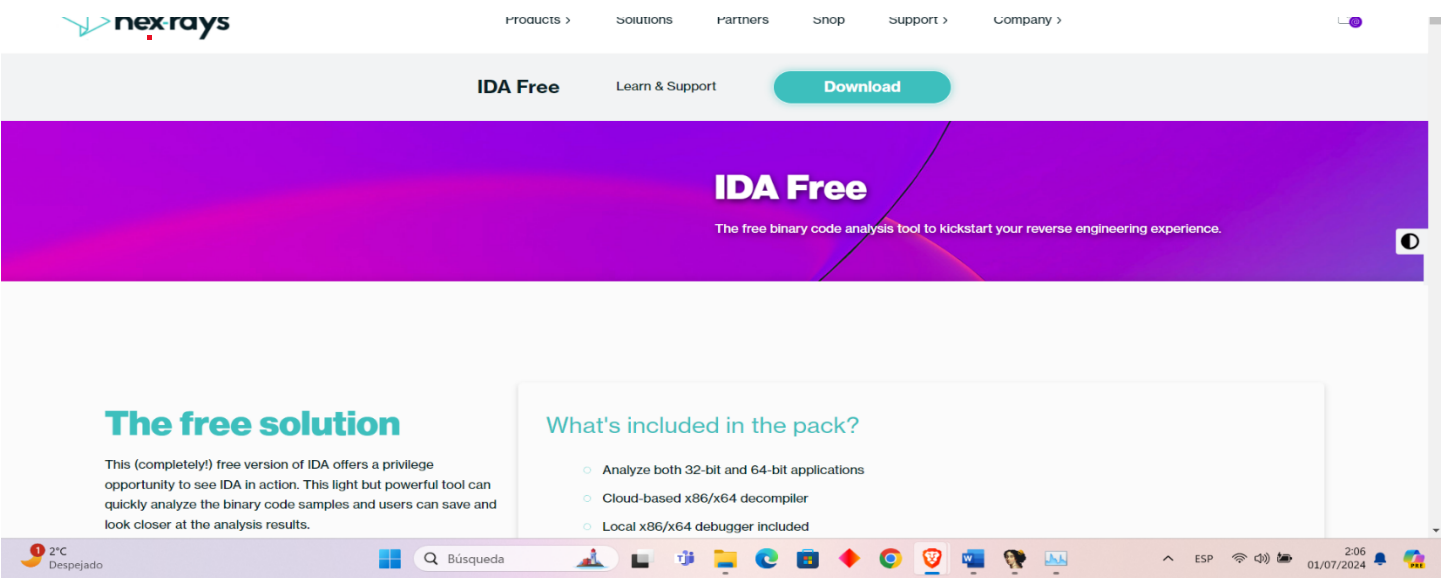 hex-rays
Products >
Solutions
Partners
Shop
Support >
Company >
IDA Free
Learn & Support
Download
IDA Free
The free binary code analysis tool to kickstart your reverse engineering experience.
The free solution
This (completely!) free version of IDA offers a privilege
opportunity to see IDA in action. This light but powerful tool can
quickly analyze the binary code samples and users can save and
look closer at the analysis results.
What's included in the pack?
Analyze both 32-bit and 64-bit applications
Cloud-based x86/x64 decompiler
Local x86/x64 debugger included
1
2°C
Despejado
Búsqueda
ESP
2:06
01/07/2024
PRE